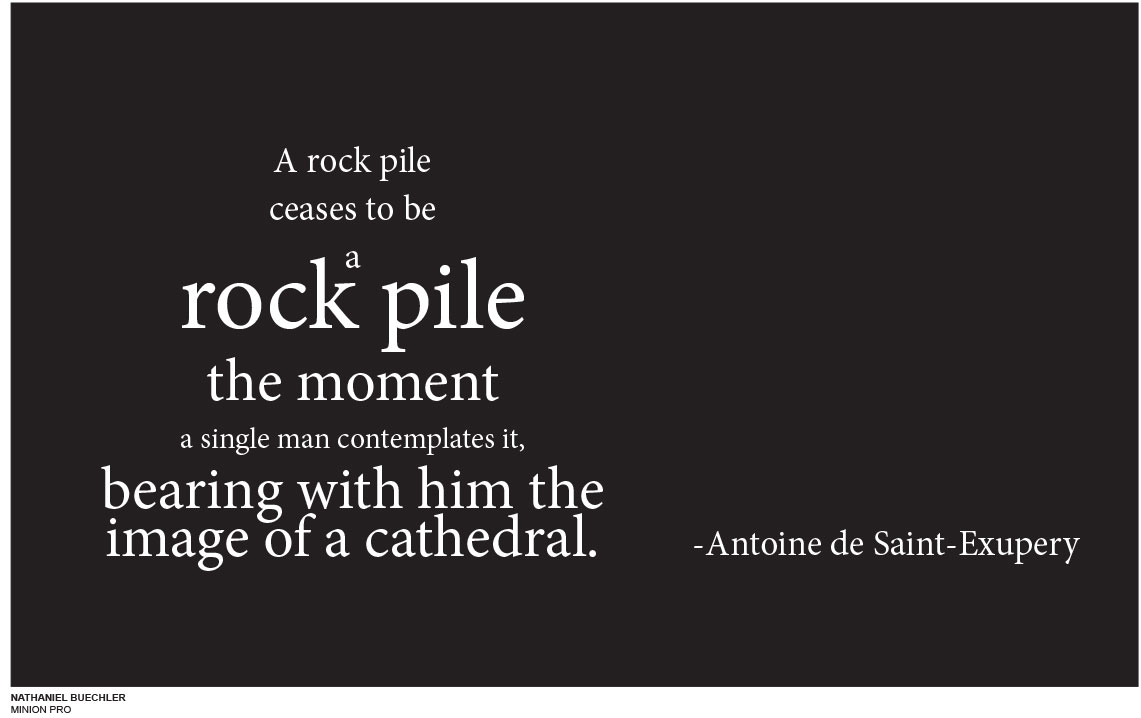 A rock pile
ceases to be
a
rock pile
the moment
a single man contemplates it,
bearing with him the
image of a cathedral.
-Antoine de Saint-Exupery
NATHANIEL BUECHLER
MINION PRO